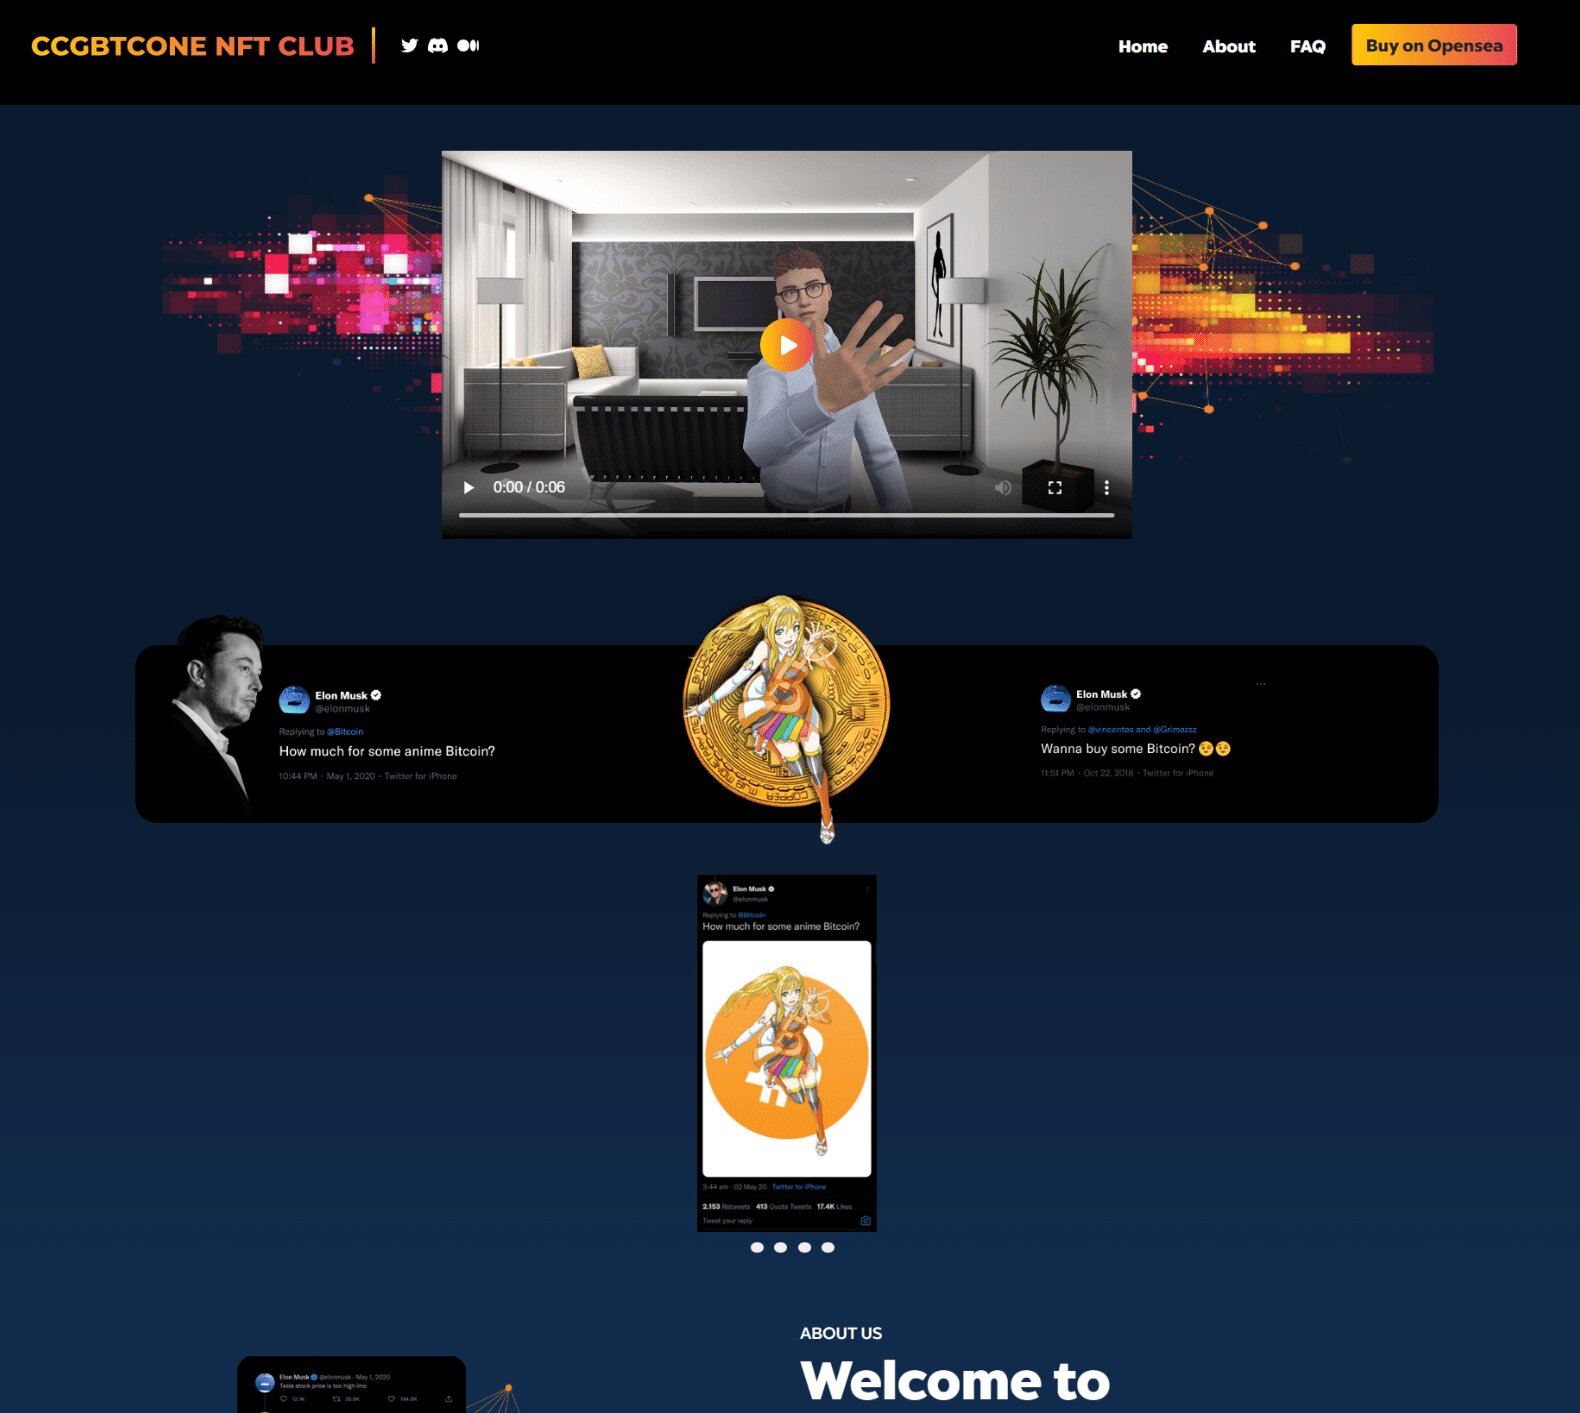 CCGBTCONE NFT CLUB
Home
About
FAQ
Buy on Opensea
0:00 / 0:06
Elon Musk
@elonmusk
Replying to @Bitcoin
How much for some anime Bitcoin?
10:44 PM · May 1, 2020 · Twitter for iPhone
Elon Musk
@elonmusk
Replying to @vincentes and @Grimezsz
Wanna buy some Bitcoin? 😉😉
11:51 PM · Oct 22, 2018 · Twitter for iPhone
Elon Musk
@elonmusk
Replying to @Bitcoin
How much for some anime Bitcoin?
3:44 am · 02 May 20 · Twitter for iPhone
2.153 Retweets 413 Quote Tweets 17.4K Likes
Tweet your reply
ABOUT US
Welcome to
Elon Musk @elonmusk · May 1, 2020
Tesla stock price is too high imo